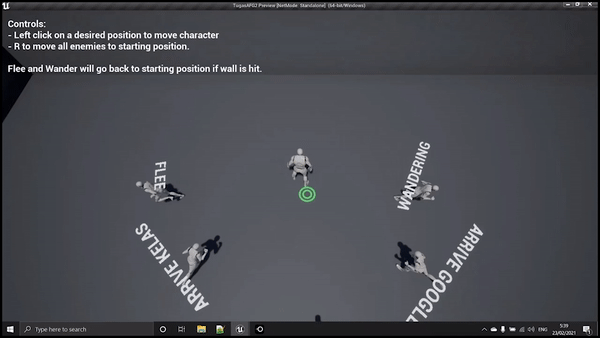 TugasAF02 Preview [NetMode: Standalone] (64-bit/Windows)
Controls:
- Left click on a desired position to move character
- R to move all enemies to starting position.
Flee and Wander will go back to starting position if wall is hit.
FLEE
WANDERING
ARRIVE KELAS
ARRIVE GOOGLE
Type here to search
ENG
5:39
23/02/2021